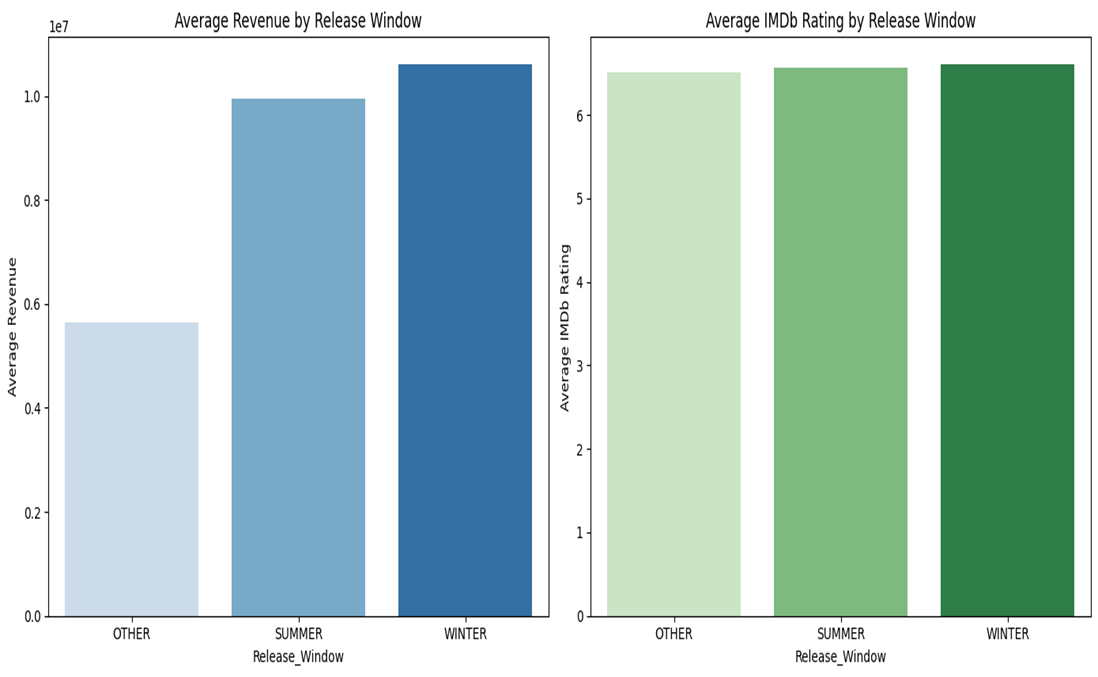 Average Revenue by Release Window
1e7
1.0
0.8
0.6
0.4
0.2
0.0
Average Revenue
OTHER SUMMER WINTER
Release_Window
Average IMDb Rating by Release Window
6
5
4
3
2
1
0
Average IMDb Rating
OTHER SUMMER WINTER
Release_Window